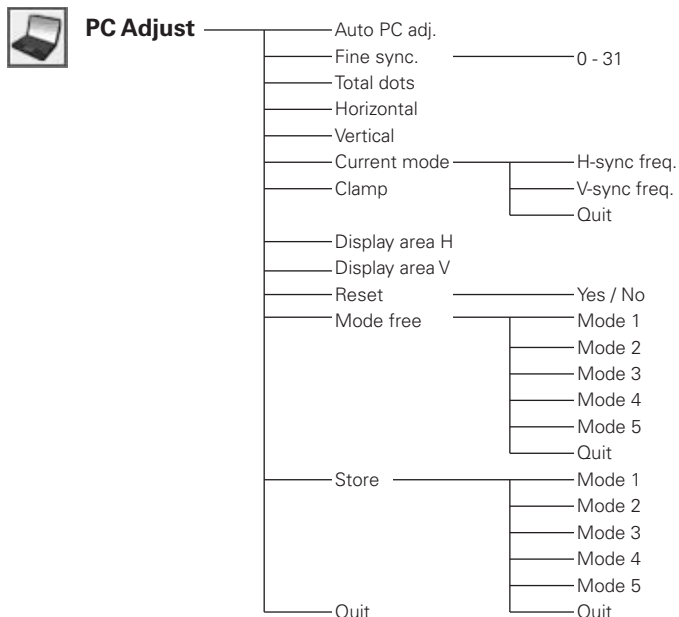 PC Adjust
Auto PC adj.
Fine sync. 0 - 31
Total dots
Horizontal
Vertical
Current mode H-sync freq.
Clamp V-sync freq.
Quit
Display area H
Display area V
Reset Yes / No
Mode free Mode 1
Mode 2
Mode 3
Mode 4
Mode 5
Quit
Store Mode 1
Mode 2
Mode 3
Mode 4
Mode 5
Quit Quit